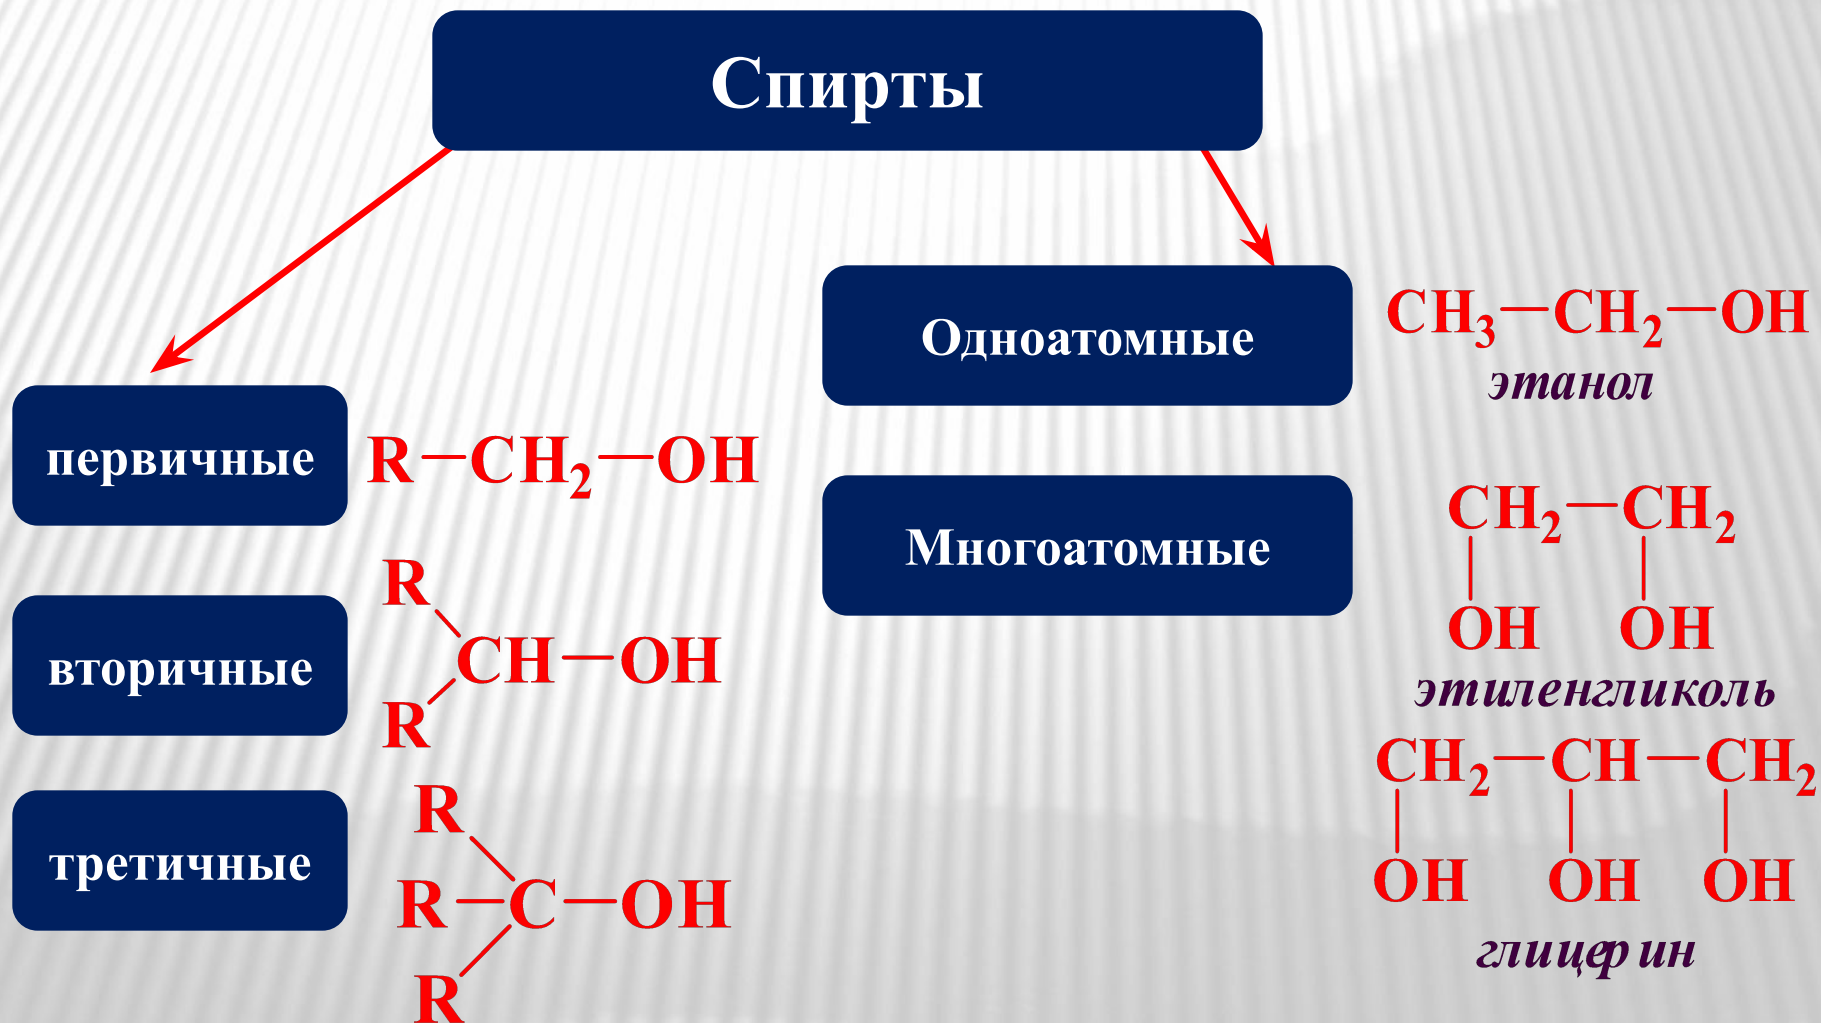 Спирты
первичные
R—CH₂—OH
вторичные
R
CH—OH
R
третичные
R
R—C—OH
R
Одноатомные
CH₃—CH₂—OH
этанол
Многоатомные
CH₂—CH₂
OH OH
этиленгликоль
CH₂—CH—CH₂
OH OH OH
глицерин